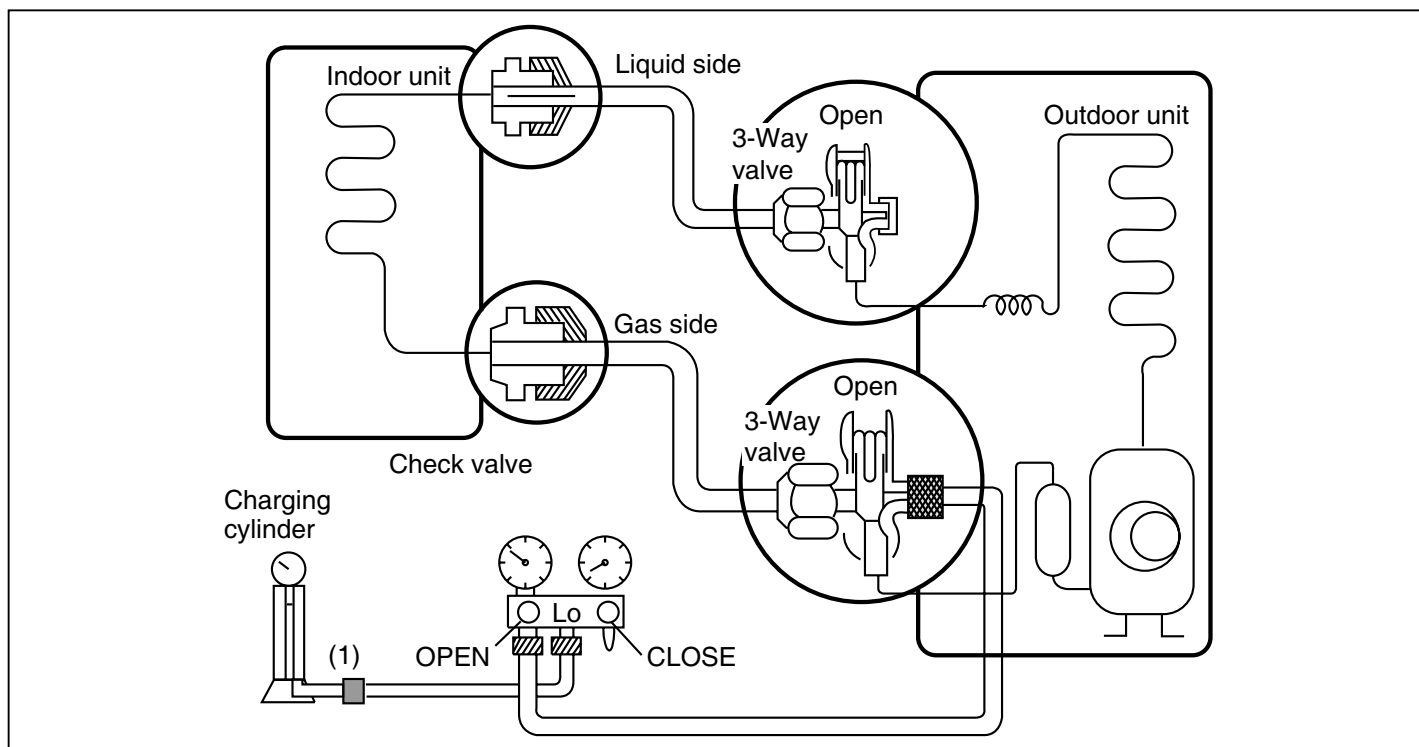 Indoor unit
Liquid side
Open
3-Way
valve
Outdoor unit
Gas side
Open
3-Way
valve
Check valve
Charging
cylinder
(1)
OPEN
Lo
CLOSE